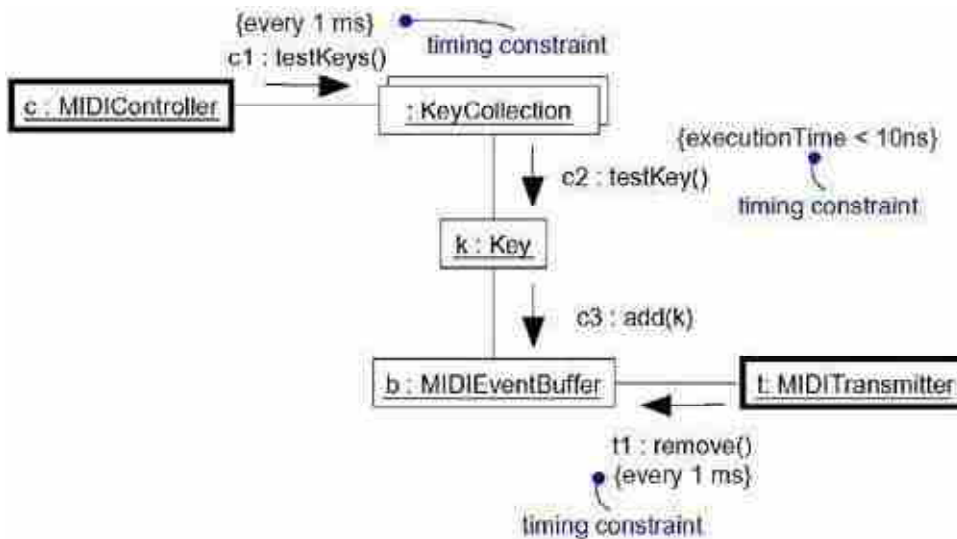 {every 1 ms}
timing constraint
c1 : testKeys()
c : MIDIController
: KeyCollection
{executionTime < 10ns}
c2 : testKey()
timing constraint
k : Key
c3 : add(k)
b : MIDIEventBuffer
t: MIDITransmitter
t1 : remove()
{every 1 ms}
timing constraint